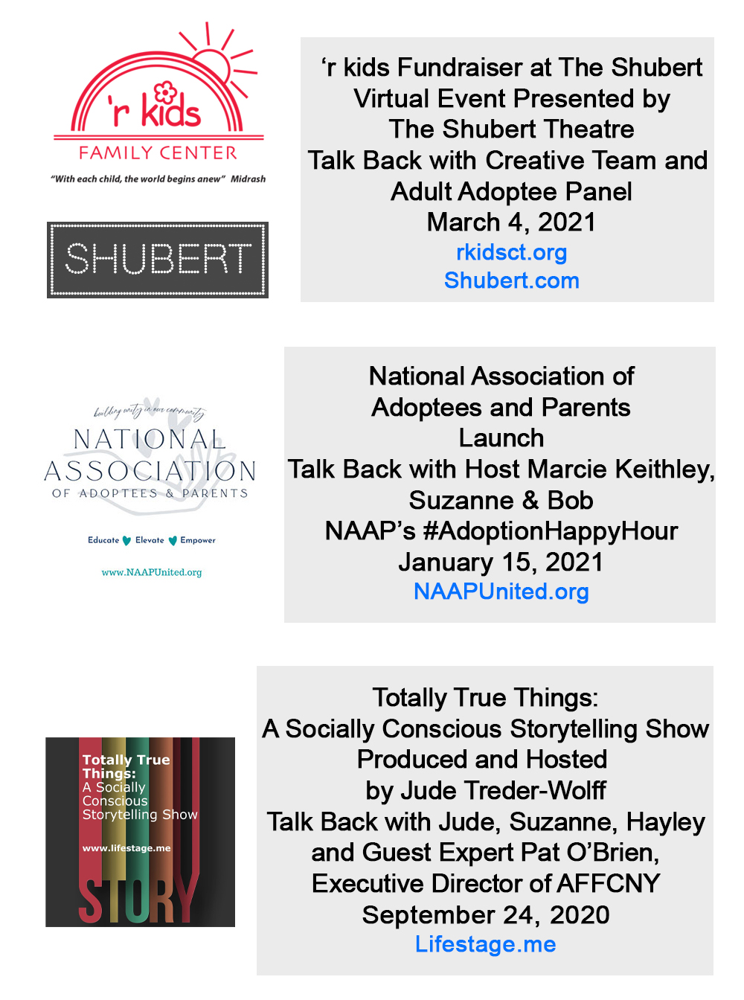 'r kids
FAMILY CENTER
“With each child, the world begins anew” Midrash
SHUBERT
‘r kids Fundraiser at The Shubert
Virtual Event Presented by
The Shubert Theatre
Talk Back with Creative Team and
Adult Adoptee Panel
March 4, 2021
rkidsct.org
Shubert.com
building unity in our community
NATIONAL
ASSOCIATION
OF ADOPTEES & PARENTS
Educate Elevate Empower
www.NAAPUnited.org
National Association of
Adoptees and Parents
Launch
Talk Back with Host Marcie Keithley,
Suzanne & Bob
NAAP’s #AdoptionHappyHour
January 15, 2021
NAAPUnited.org
Totally True
Things:
A Socially
Conscious
Storytelling Show
www.lifestage.me
STORY
Totally True Things:
A Socially Conscious Storytelling Show
Produced and Hosted
by Jude Treder-Wolff
Talk Back with Jude, Suzanne, Hayley
and Guest Expert Pat O’Brien,
Executive Director of AFFCNY
September 24, 2020
Lifestage.me